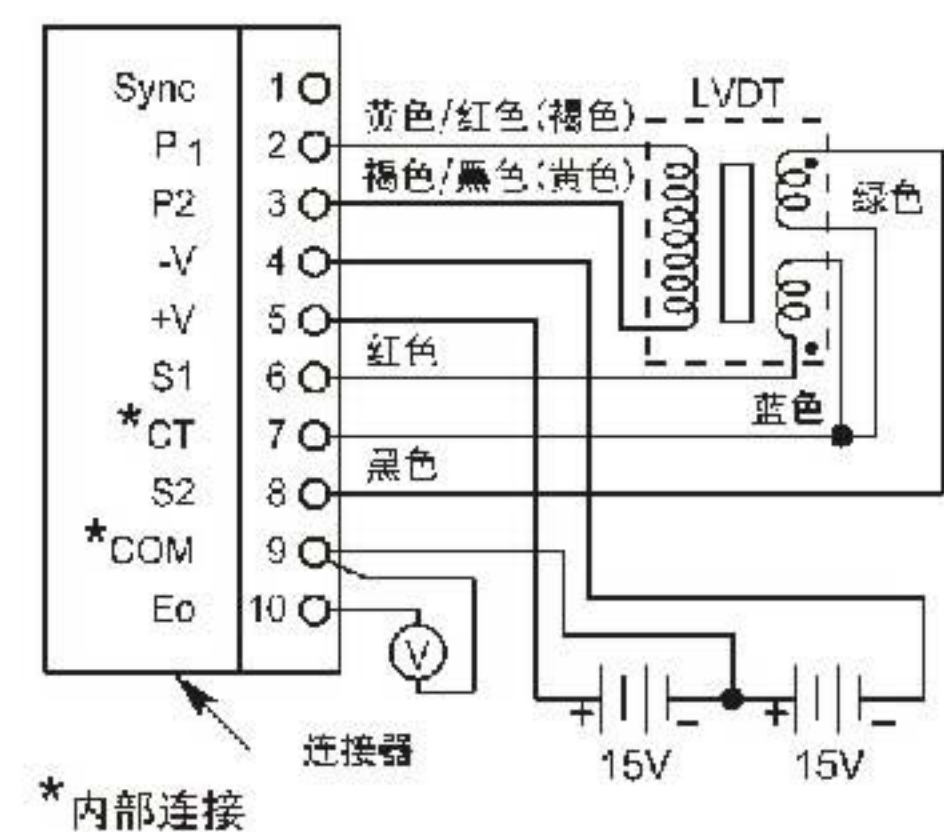 Sync 1
P1 2
P2 3
-V 4
+V 5
S1 6
*CT 7
S2 8
*COM 9
Eo 10
黄色/红色(褐色)
褐色/黑色(黄色)
LVDT
绿色
红色
蓝色
黑色
V
+ - + -
15V 15V
连接器
*内部连接